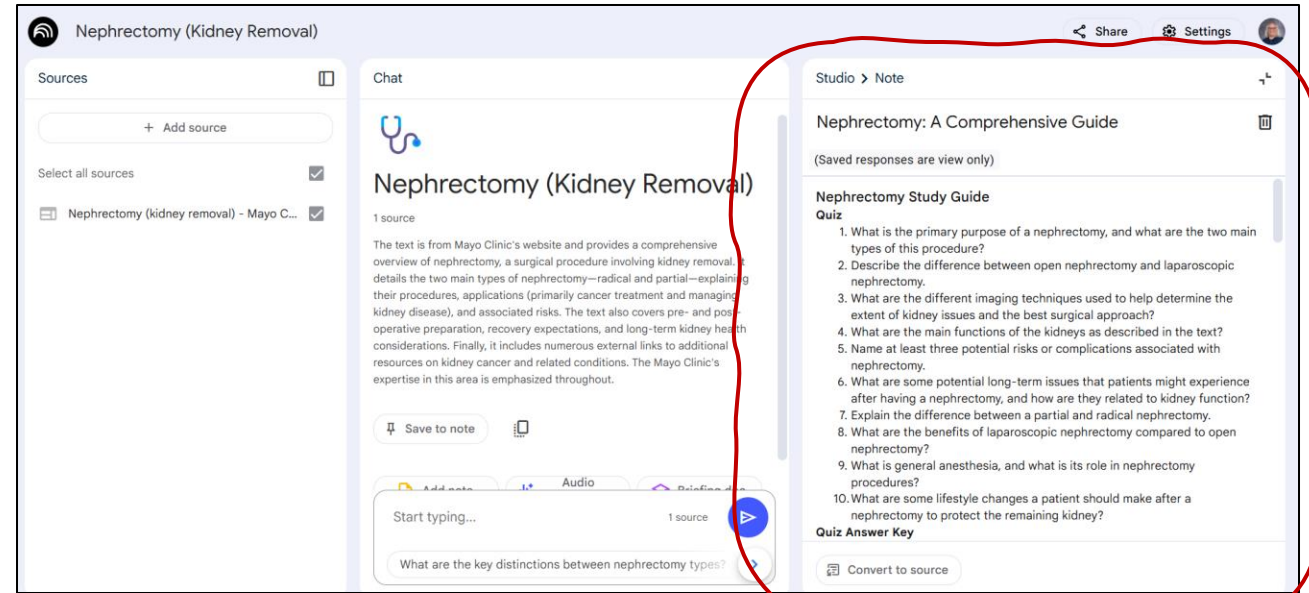 Nephrectomy (Kidney Removal)
Share
Settings
Sources
+ Add source
Select all sources
Nephrectomy (kidney removal) - Mayo C...
Chat
Nephrectomy (Kidney Removal)
1 source
The text is from Mayo Clinic's website and provides a comprehensive
overview of nephrectomy, a surgical procedure involving kidney removal. It
details the two main types of nephrectomy—radical and partial—explaining
their procedures, applications (primarily cancer treatment and managing
kidney disease), and associated risks. The text also covers pre- and post-
operative preparation, recovery expectations, and long-term kidney health
considerations. Finally, it includes numerous external links to additional
resources on kidney cancer and related conditions. The Mayo Clinic's
expertise in this area is emphasized throughout.
Save to note
Add note
Audio
Briefing doc
Start typing...
1 source
What are the key distinctions between nephrectomy types?
Studio > Note
Nephrectomy: A Comprehensive Guide
(Saved responses are view only)
Nephrectomy Study Guide
Quiz
1. What is the primary purpose of a nephrectomy, and what are the two main
types of this procedure?
2. Describe the difference between open nephrectomy and laparoscopic
nephrectomy.
3. What are the different imaging techniques used to help determine the
extent of kidney issues and the best surgical approach?
4. What are the main functions of the kidneys as described in the text?
5. Name at least three potential risks or complications associated with
nephrectomy.
6. What are some potential long-term issues that patients might experience
after having a nephrectomy, and how are they related to kidney function?
7. Explain the difference between a partial and radical nephrectomy.
8. What are the benefits of laparoscopic nephrectomy compared to open
nephrectomy?
9. What is general anesthesia, and what is its role in nephrectomy
procedures?
10. What are some lifestyle changes a patient should make after a
nephrectomy to protect the remaining kidney?
Quiz Answer Key
Convert to source